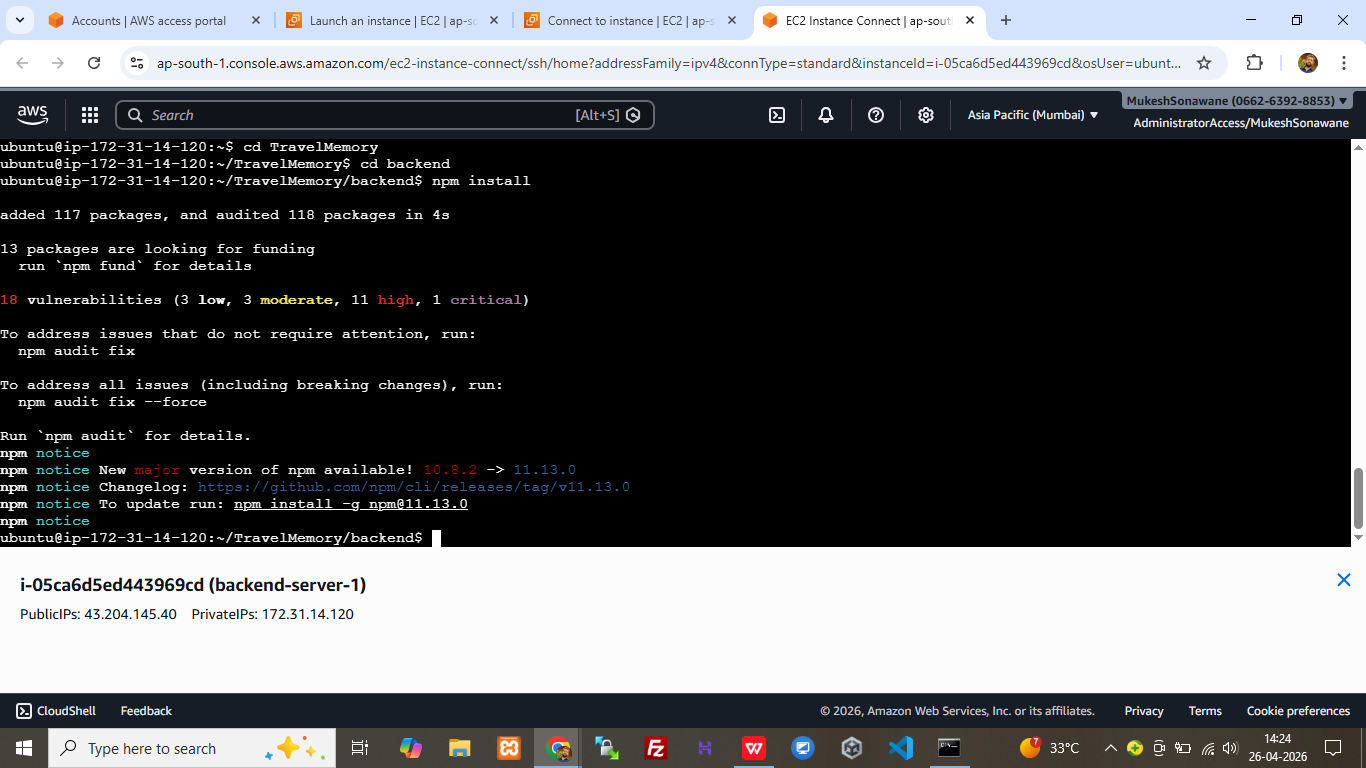 Accounts | AWS access portal
Launch an instance | EC2 | ap-so
Connect to instance | EC2 | ap-s
EC2 Instance Connect | ap-sout
ap-south-1.console.aws.amazon.com/ec2-instance-connect/ssh/home?addressFamily=ipv4&connType=standard&instanceId=i-05ca6d5ed443969cd&osUser=ubunt...
aws
Search
[Alt+S]
Asia Pacific (Mumbai)
MukeshSonawane (0662-6392-8853)
AdministratorAccess/MukeshSonawane
ubuntu@ip-172-31-14-120:~$ cd TravelMemory
ubuntu@ip-172-31-14-120:~/TravelMemory$ cd backend
ubuntu@ip-172-31-14-120:~/TravelMemory/backend$ npm install
added 117 packages, and audited 118 packages in 4s
13 packages are looking for funding
run `npm fund` for details
18 vulnerabilities (3 low, 3 moderate, 11 high, 1 critical)
To address issues that do not require attention, run:
npm audit fix
To address all issues (including breaking changes), run:
npm audit fix --force
Run `npm audit` for details.
npm notice
npm notice New major version of npm available! 10.8.2 -> 11.13.0
npm notice Changelog: https://github.com/npm/cli/releases/tag/v11.13.0
npm notice To update run: npm install -g npm@11.13.0
npm notice
ubuntu@ip-172-31-14-120:~/TravelMemory/backend$
i-05ca6d5ed443969cd (backend-server-1)
PublicIPs: 43.204.145.40 PrivateIPs: 172.31.14.120
CloudShell
Feedback
© 2026, Amazon Web Services, Inc. or its affiliates.
Privacy
Terms
Cookie preferences
Type here to search
33°C
14:24
26-04-2026